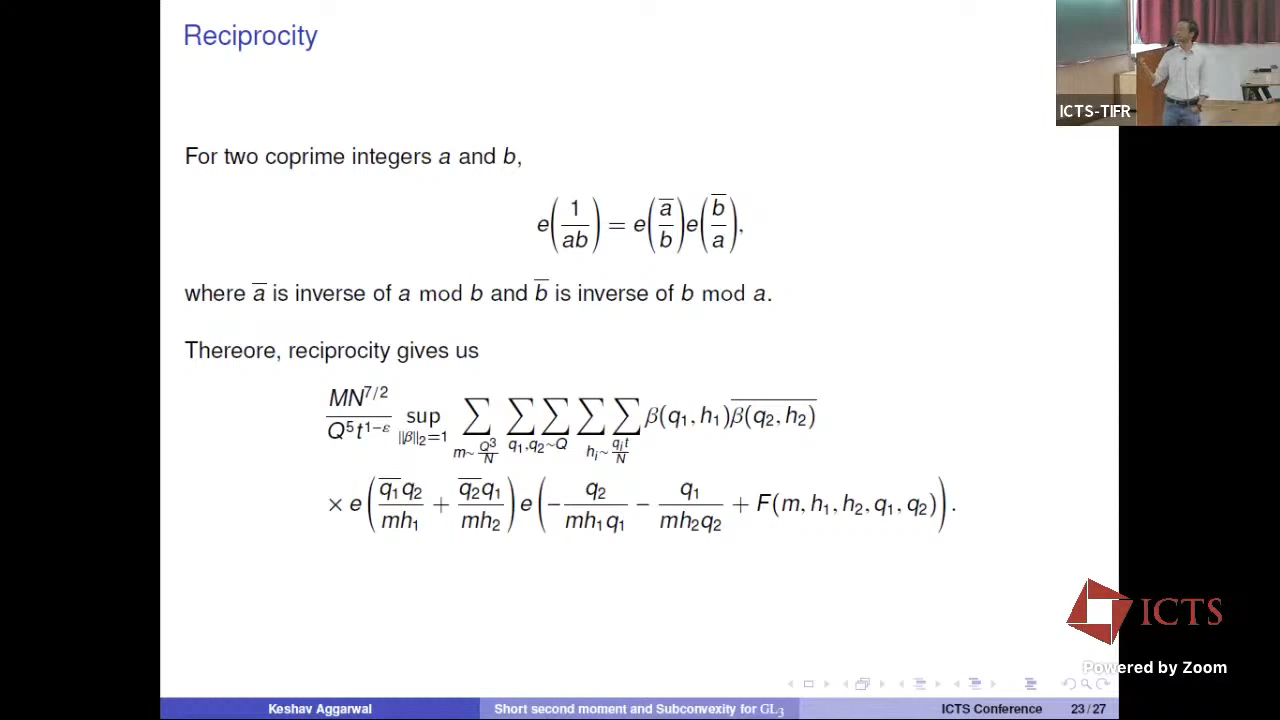 Reciprocity
ICTS-TIFR
For two coprime integers a and b,
e(1/ab) = e(a̅/b)e(b̅/a),
where a̅ is inverse of a mod b and b̅ is inverse of b mod a.
Thereore, reciprocity gives us
MN^{7/2}/Q^5t^{1−ε} sup_{‖β‖_2=1} ∑_{m∼Q^3/N} ∑∑_{q_1,q_2∼Q} ∑∑_{h_i∼q_it/N} β(q_1, h_1)\overline{β(q_2, h_2)}
× e(\overline{q_1}q_2/mh_1 + \overline{q_2}q_1/mh_2) e(−q_2/mh_1q_1 − q_1/mh_2q_2 + F(m, h_1, h_2, q_1, q_2)).
ICTS
Powered by Zoom
Keshav Aggarwal Short second moment and Subconvexity for GL_3 ICTS Conference 23 / 27